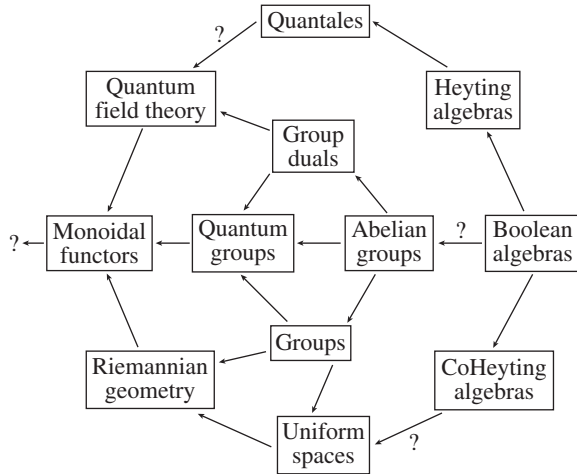 Quantales
?
Quantum
field theory
Heyting
algebras
Group
duals
?
Monoidal
functors
Quantum
groups
Abelian
groups
?
Boolean
algebras
Groups
Riemannian
geometry
CoHeyting
algebras
Uniform
spaces
?